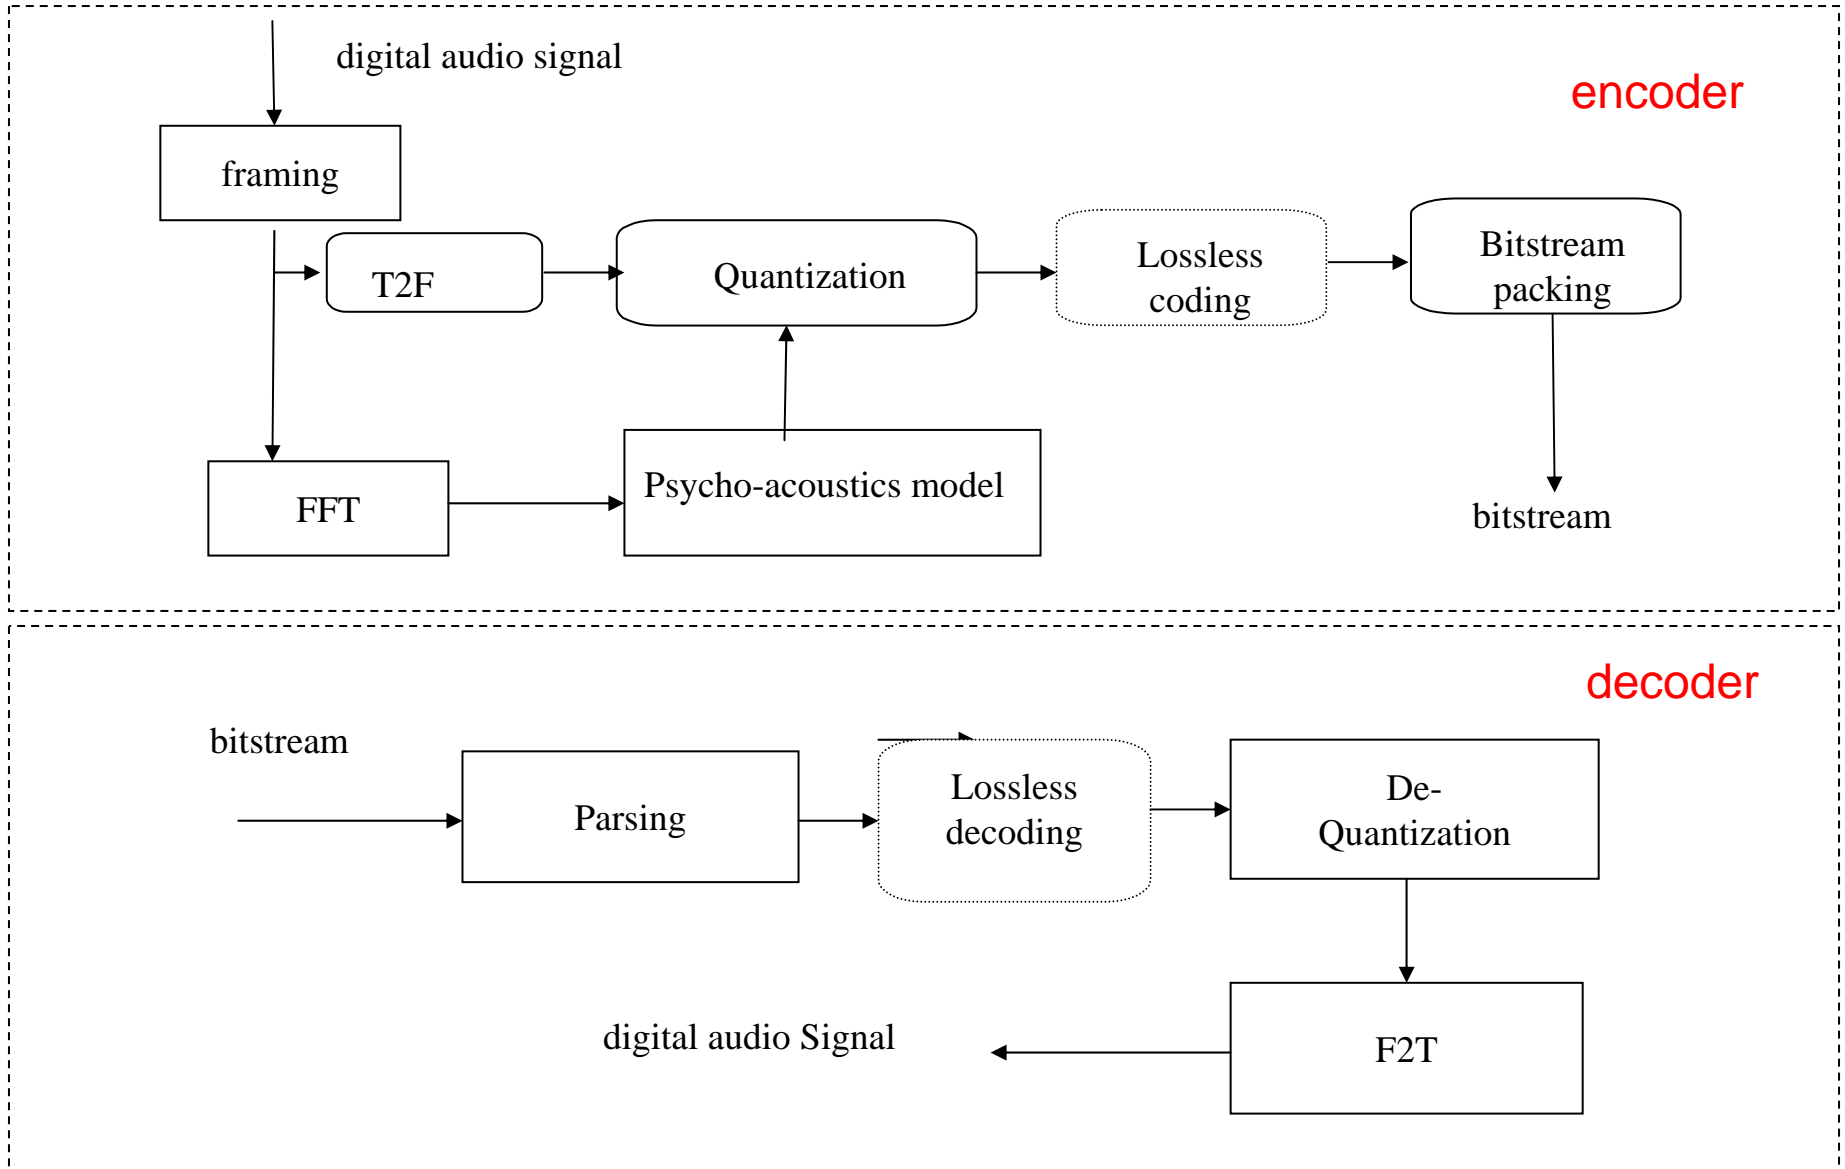 digital audio signal
encoder
framing
T2F
Quantization
Lossless
coding
Bitstream
packing
FFT
Psycho-acoustics model
bitstream
decoder
bitstream
Parsing
Lossless
decoding
De-
Quantization
digital audio Signal
F2T